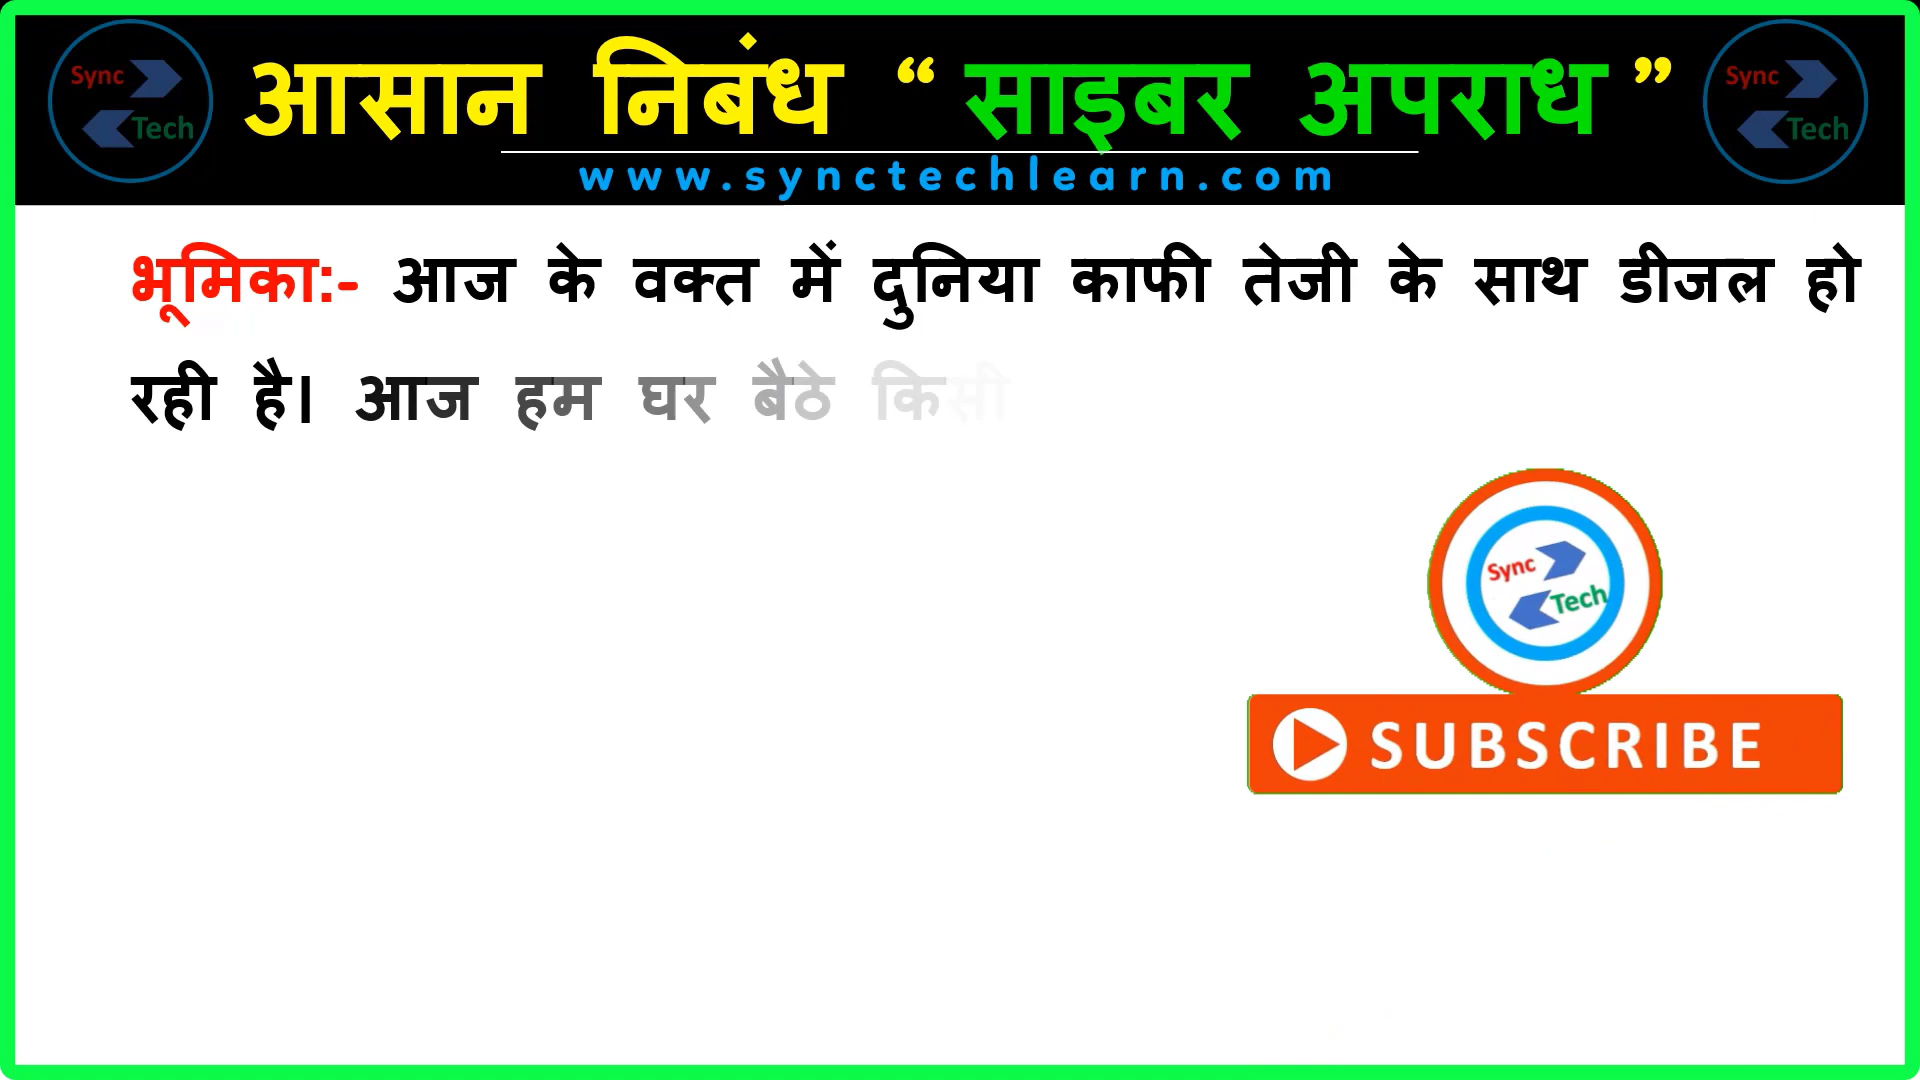 Sync
Tech
आसान निबंध “ साइबर अपराध ”
Sync
Tech
www.synctechlearn.com
भूमिका:- आज के वक्त में दुनिया काफी तेजी के साथ डीजल हो
रही है। आज हम घर बैठे किसी
Sync
Tech
SUBSCRIBE